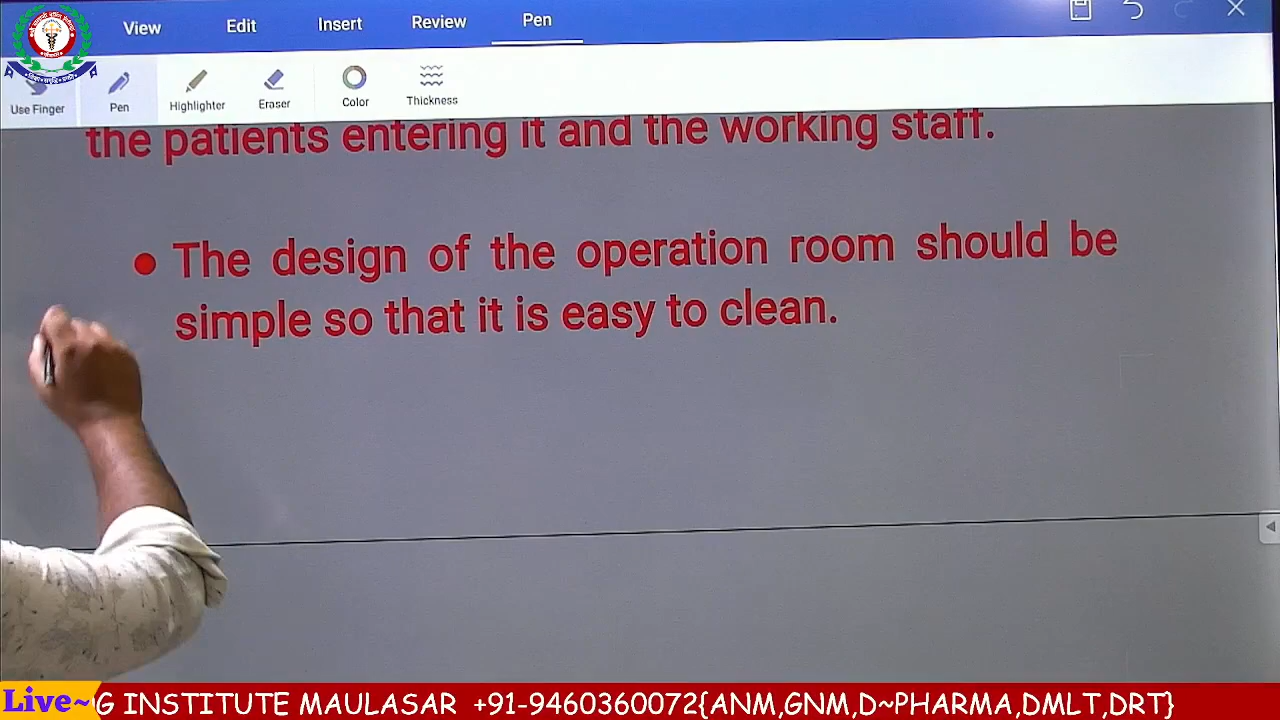 View Edit Insert Review Pen
Use Finger Pen Highlighter Eraser Color Thickness
the patients entering it and the working staff.
● The design of the operation room should be
simple so that it is easy to clean.
Live~ G INSTITUTE MAULASAR +91-9460360072{ANM,GNM,D~PHARMA,DMLT,DRT}